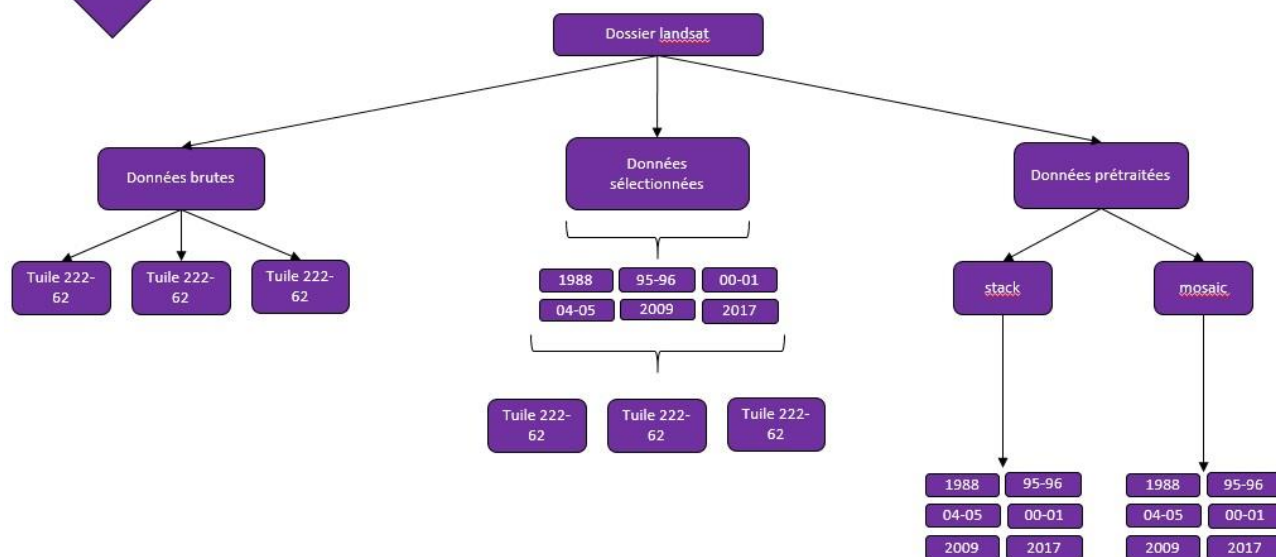 Dossier landsat
Données brutes
Données
sélectionnées
Données prétraitées
Tuile 222-
62
Tuile 222-
62
Tuile 222-
62
1988 95-96 00-01
04-05 2009 2017
Tuile 222-
62
Tuile 222-
62
Tuile 222-
62
stack
mosaic
1988 95-96
04-05 00-01
2009 2017
1988 95-96
04-05 00-01
2009 2017